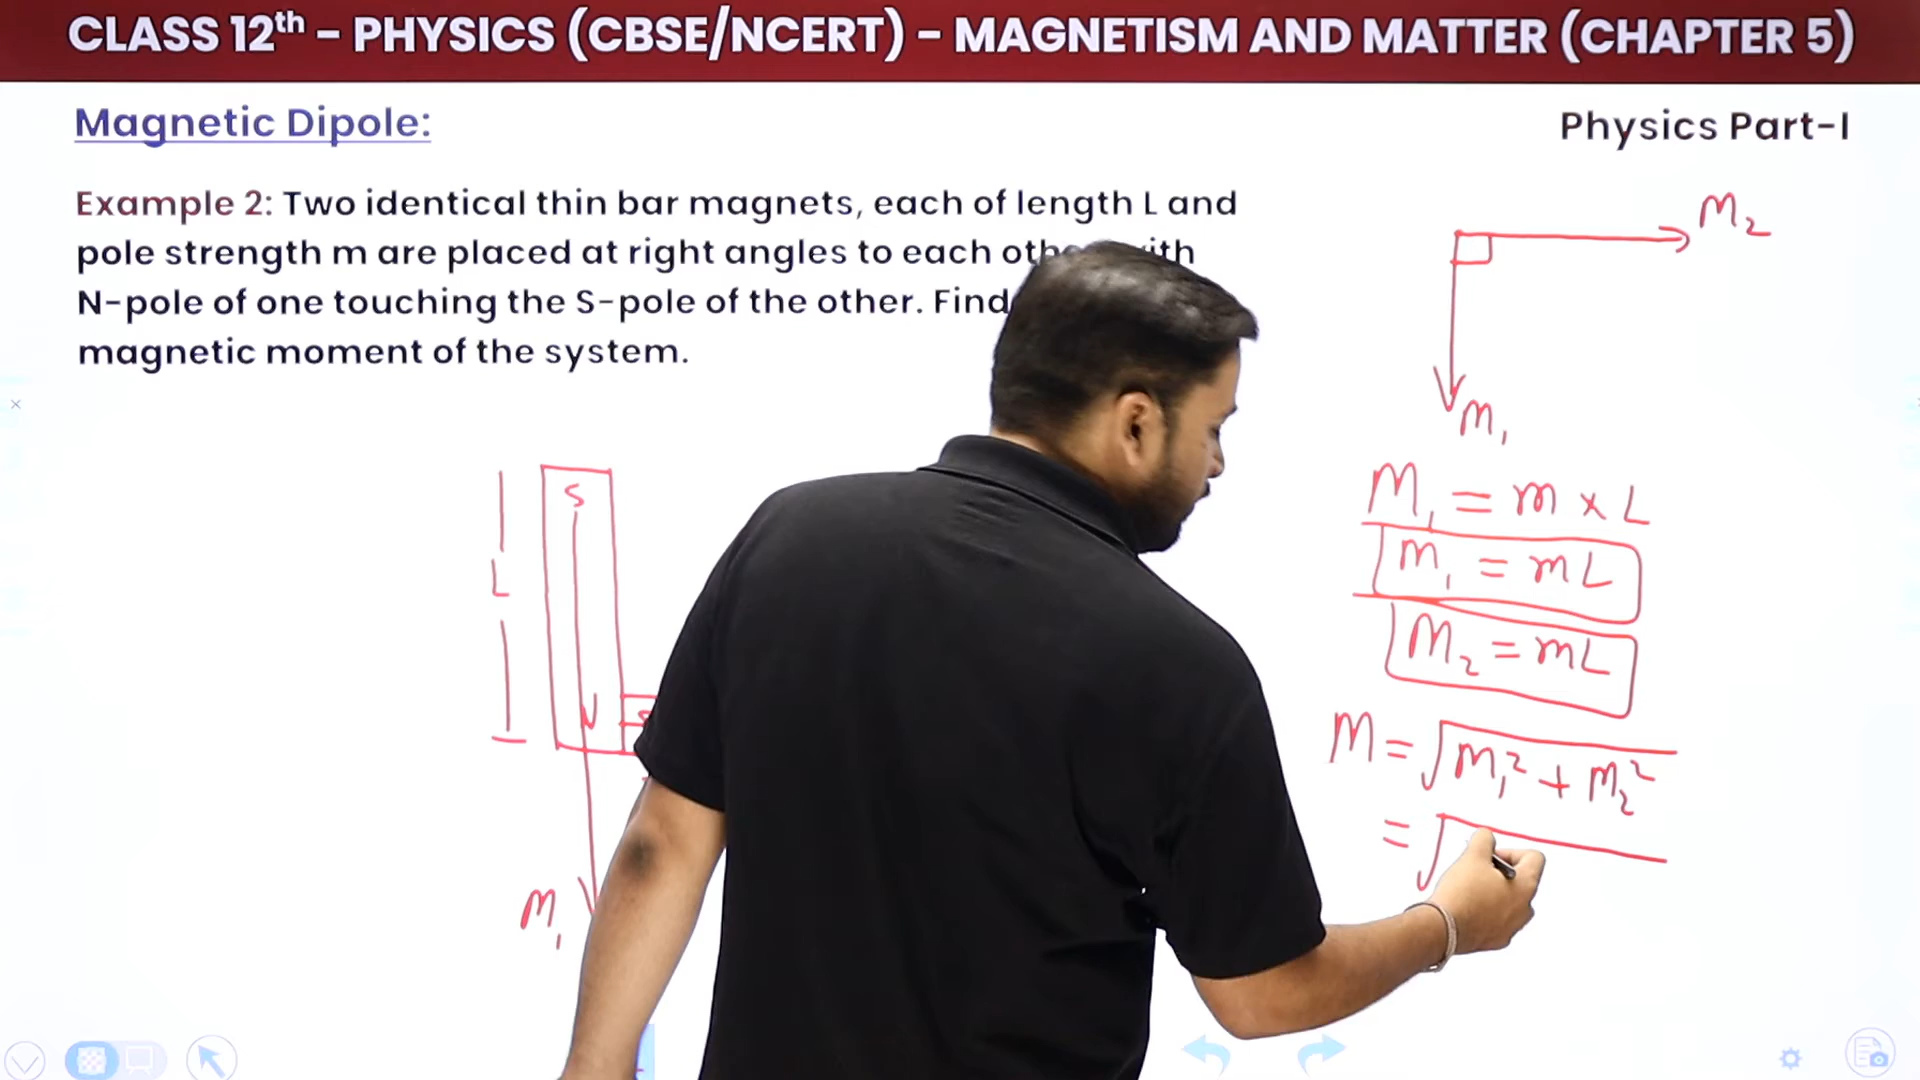 CLASS 12th – PHYSICS (CBSE/NCERT) – MAGNETISM AND MATTER (CHAPTER 5)
Magnetic Dipole:
Physics Part-I
Example 2: Two identical thin bar magnets, each of length L and
pole strength m are placed at right angles to each
N-pole of one touching the S-pole of the other. Find
magnetic moment of the system.
M₂
M₁
M₁ = m × L
M₁ = mL
M₂ = mL
M = √M₁² + M₂²
= √
S
L
N
S
M₁